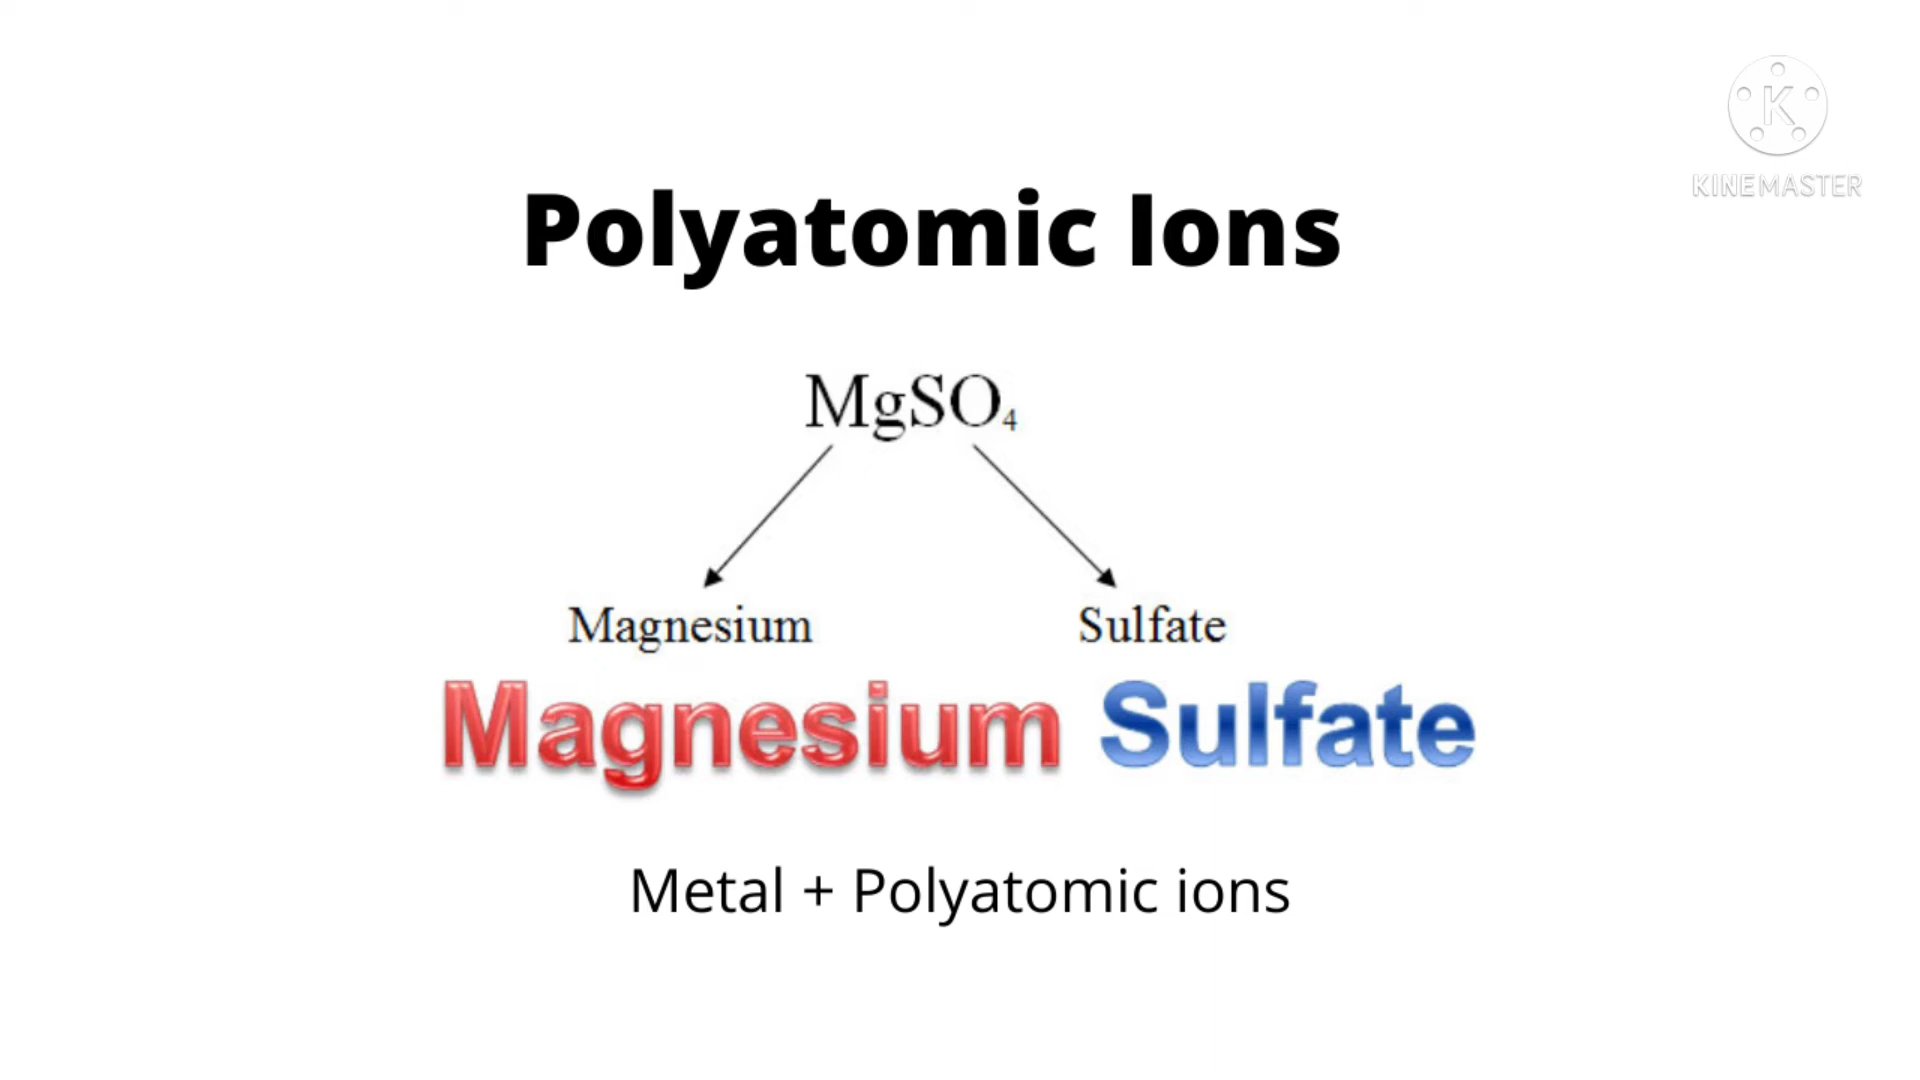 K
KINEMASTER
Polyatomic Ions
MgSO₄
Magnesium Sulfate
Magnesium Sulfate
Metal + Polyatomic ions